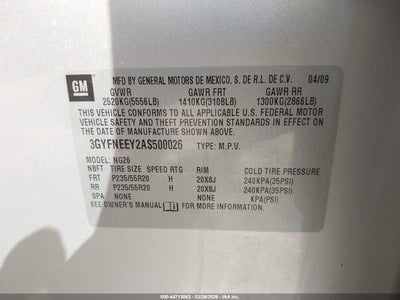 GM
MFD BY GENERAL MOTORS DE MEXICO, S. DE R.L. DE C.V. 04/09
GVWR GAWR FRT GAWR RR
2520KG(5556LB) 1410KG(3108LB) 1300KG(2866LB)
THIS VEHICLE CONFORMS TO ALL APPLICABLE U.S. FEDERAL MOTOR
VEHICLE SAFETY AND THEFT PREVENTION STANDARDS IN EFFECT ON
THE DATE OF MANUFACTURE SHOWN ABOVE.
3GYFNEEY2AS500026 TYPE: M.P.V.
MODEL: NG26
NBFT TIRE SIZE SPEED RTG RIM COLD TIRE PRESSURE
FRT P235/55R20 H 20X8J 240KPA(35PSI)
RR P235/55R20 H 20X8J 240KPA(35PSI)
SPA NONE NONE KPA(PSI)
SEE OWNER'S MANUAL FOR ADDITIONAL INFORMATION.
600-44713863 - 03/28/2026 - IAA Inc.